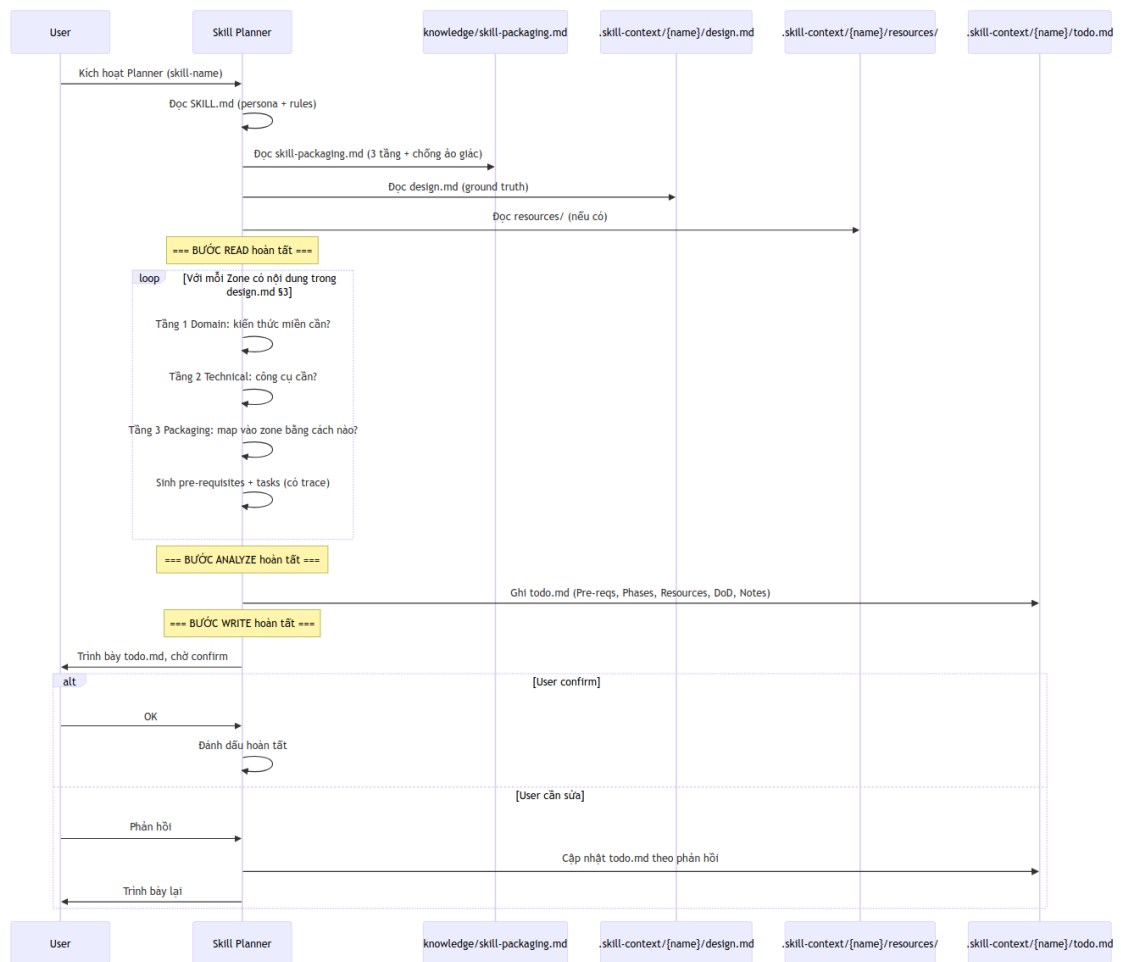 User
Skill Planner
knowledge/skill-packaging.md
.skill-context/{name}/design.md
.skill-context/{name}/resources/
.skill-context/{name}/todo.md
Kích hoạt Planner (skill-name)
Đọc SKILL.md (persona + rules)
Đọc skill-packaging.md (3 tầng + chống ảo giác)
Đọc design.md (ground truth)
Đọc resources/ (nếu có)
=== BƯỚC READ hoàn tất ===
loop
[Với mỗi Zone có nội dung trong
design.md §3]
Tầng 1 Domain: kiến thức miền cần?
Tầng 2 Technical: công cụ cần?
Tầng 3 Packaging: map vào zone bằng cách nào?
Sinh pre-requisites + tasks (có trace)
=== BƯỚC ANALYZE hoàn tất ===
Ghi todo.md (Pre-reqs, Phases, Resources, DoD, Notes)
=== BƯỚC WRITE hoàn tất ===
Trình bày todo.md, chờ confirm
alt
[User confirm]
OK
Đánh dấu hoàn tất
[User cần sửa]
Phản hồi
Cập nhật todo.md theo phản hồi
Trình bày lại
User
Skill Planner
knowledge/skill-packaging.md
.skill-context/{name}/design.md
.skill-context/{name}/resources/
.skill-context/{name}/todo.md